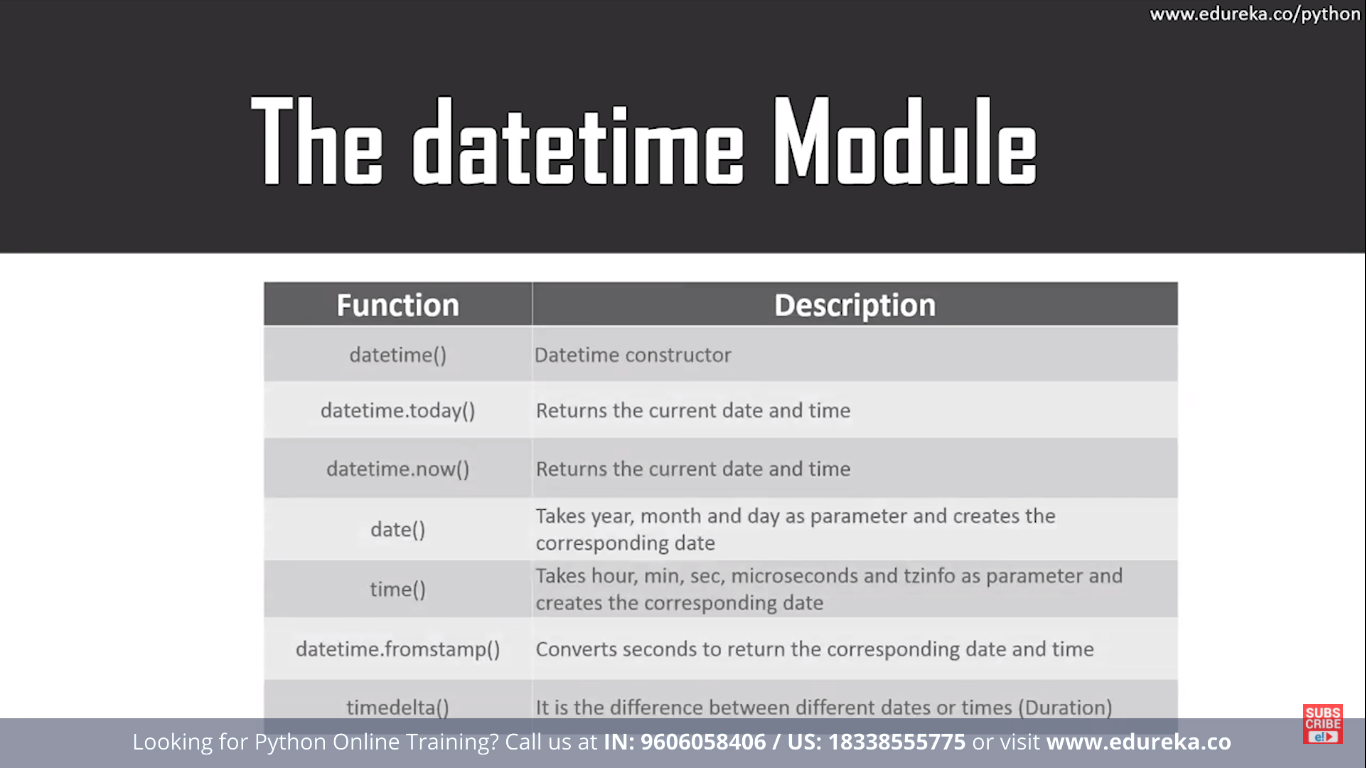 www.edureka.co/python
The datetime Module
Function Description
datetime() Datetime constructor
datetime.today() Returns the current date and time
datetime.now() Returns the current date and time
date() Takes year, month and day as parameter and creates the
corresponding date
time() Takes hour, min, sec, microseconds and tzinfo as parameter and
creates the corresponding date
datetime.fromstamp() Converts seconds to return the corresponding date and time
timedelta() It is the difference between different dates or times (Duration)
SUBS
CRIBE
e!
Looking for Python Online Training? Call us at IN: 9606058406 / US: 18338555775 or visit www.edureka.co